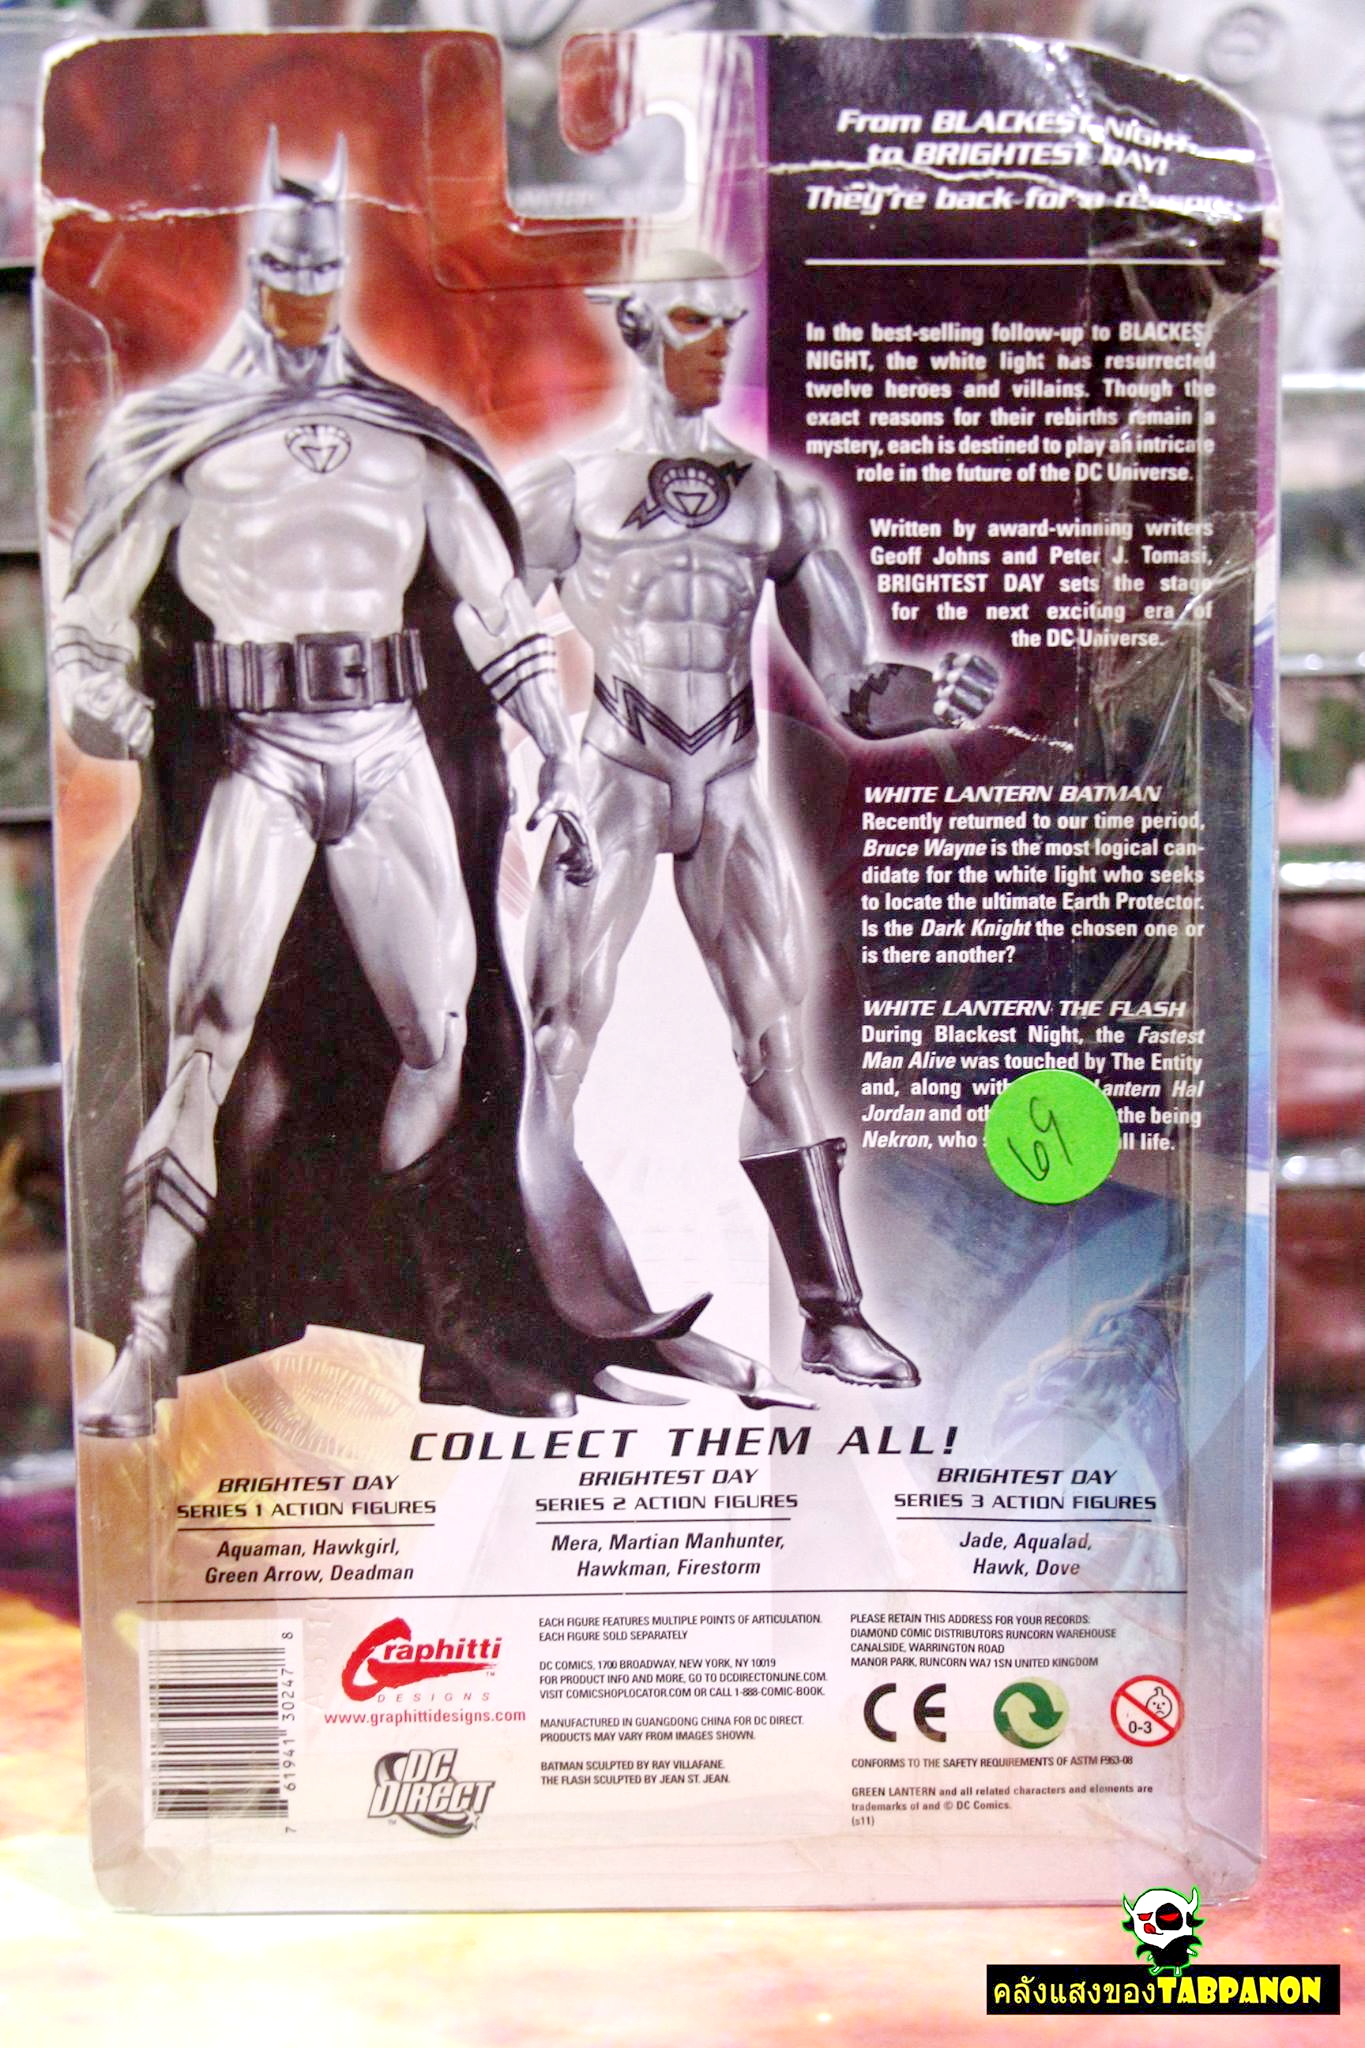 From BLACKEST NIGHT,
to BRIGHTEST DAY!
They're back for a
In the best-selling follow-up to BLACKEST
NIGHT, the white light has resurrected
twelve heroes and villains. Though the
exact reasons for their rebirths remain a
mystery, each is destined to play an intricate
role in the future of the DC Universe.
Written by award-winning writers
Geoff Johns and Peter J. Tomasi,
BRIGHTEST DAY sets the stage
for the next exciting era of
the DC Universe.
WHITE LANTERN BATMAN
Recently returned to our time period,
Bruce Wayne is the most logical can-
didate for the white light who seeks
to locate the ultimate Earth Protector.
Is the Dark Knight the chosen one or
is there another?
WHITE LANTERN THE FLASH
During Blackest Night, the Fastest
Man Alive was touched by The Entity
and, along with Lantern Hal
Jordan and the being
Nekron, who all life.
69
COLLECT THEM ALL!
BRIGHTEST DAY
SERIES 1 ACTION FIGURES
Aquaman, Hawkgirl,
Green Arrow, Deadman
BRIGHTEST DAY
SERIES 2 ACTION FIGURES
Mera, Martian Manhunter,
Hawkman, Firestorm
BRIGHTEST DAY
SERIES 3 ACTION FIGURES
Jade, Aqualad,
Hawk, Dove
7 61941 30247 8
Graphitti
DESIGNS
www.graphittidesigns.com
DC
DIRECT
EACH FIGURE FEATURES MULTIPLE POINTS OF ARTICULATION.
EACH FIGURE SOLD SEPARATELY
DC COMICS, 1700 BROADWAY, NEW YORK, NY 10019
FOR PRODUCT INFO AND MORE, GO TO DCDIRECTONLINE.COM.
VISIT COMICSHOPLOCATOR.COM OR CALL 1-888-COMIC-BOOK.
MANUFACTURED IN GUANGDONG CHINA FOR DC DIRECT.
PRODUCTS MAY VARY FROM IMAGES SHOWN.
BATMAN SCULPTED BY RAY VILLAFANE.
THE FLASH SCULPTED BY JEAN ST. JEAN.
PLEASE RETAIN THIS ADDRESS FOR YOUR RECORDS:
DIAMOND COMIC DISTRIBUTORS RUNCORN WAREHOUSE
CANALSIDE, WARRINGTON ROAD
MANOR PARK, RUNCORN WA7 1SN UNITED KINGDOM
CE
0-3
CONFORMS TO THE SAFETY REQUIREMENTS OF ASTM F963-08
GREEN LANTERN and all related characters and elements are
trademarks of and © DC Comics.
(s11)
คลังแสงของTABPANON